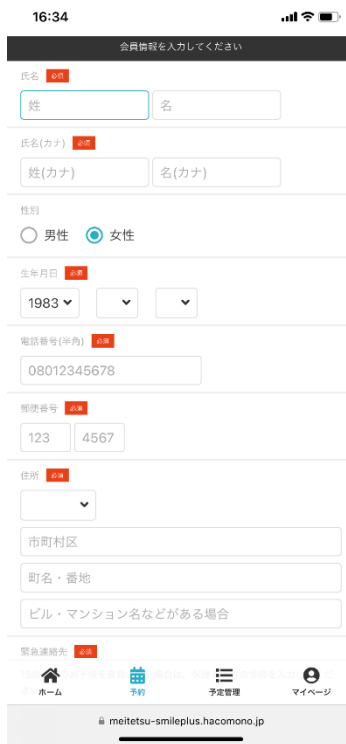 16:34
会員情報を入力してください
氏名 必須
姓 名
氏名(カナ) 必須
姓(カナ) 名(カナ)
性別
男性 女性
生年月日 必須
1983
電話番号(半角) 必須
08012345678
郵便番号 必須
123 4567
住所 必須
市町村区
町名・番地
ビル・マンション名などがある場合
緊急連絡先 必須
ホーム 予約 予定管理 マイページ
meitetsu-smileplus.hacomono.jp